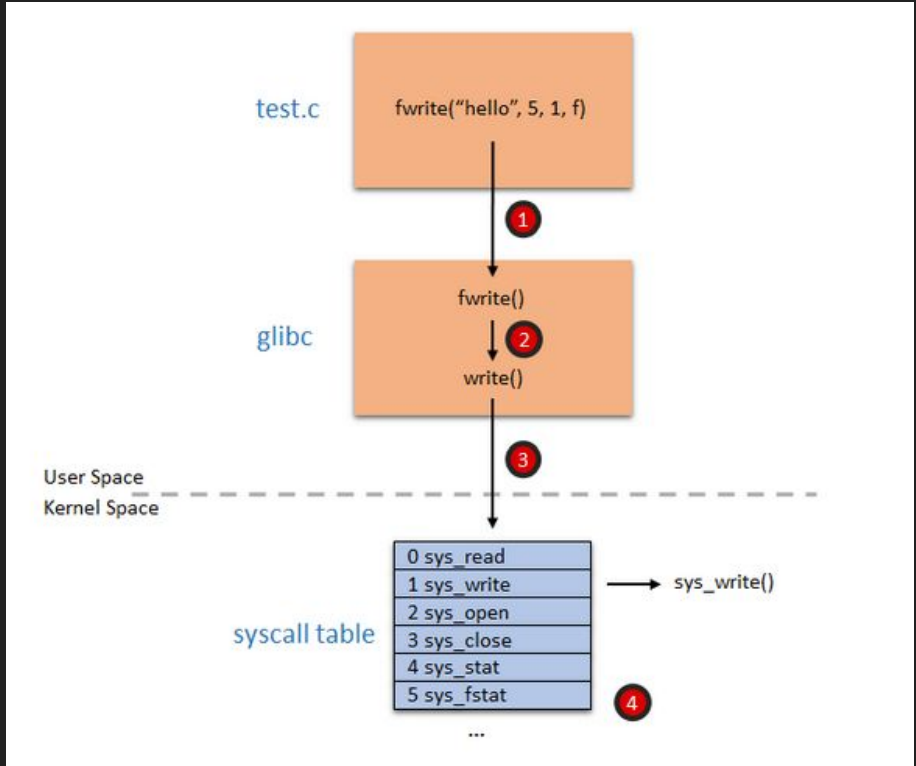 test.c
fwrite(“hello”, 5, 1, f)
1
fwrite()
glibc
2
write()
3
User Space
Kernel Space
0 sys_read
1 sys_write
sys_write()
2 sys_open
syscall table
3 sys_close
4 sys_stat
5 sys_fstat
4
...